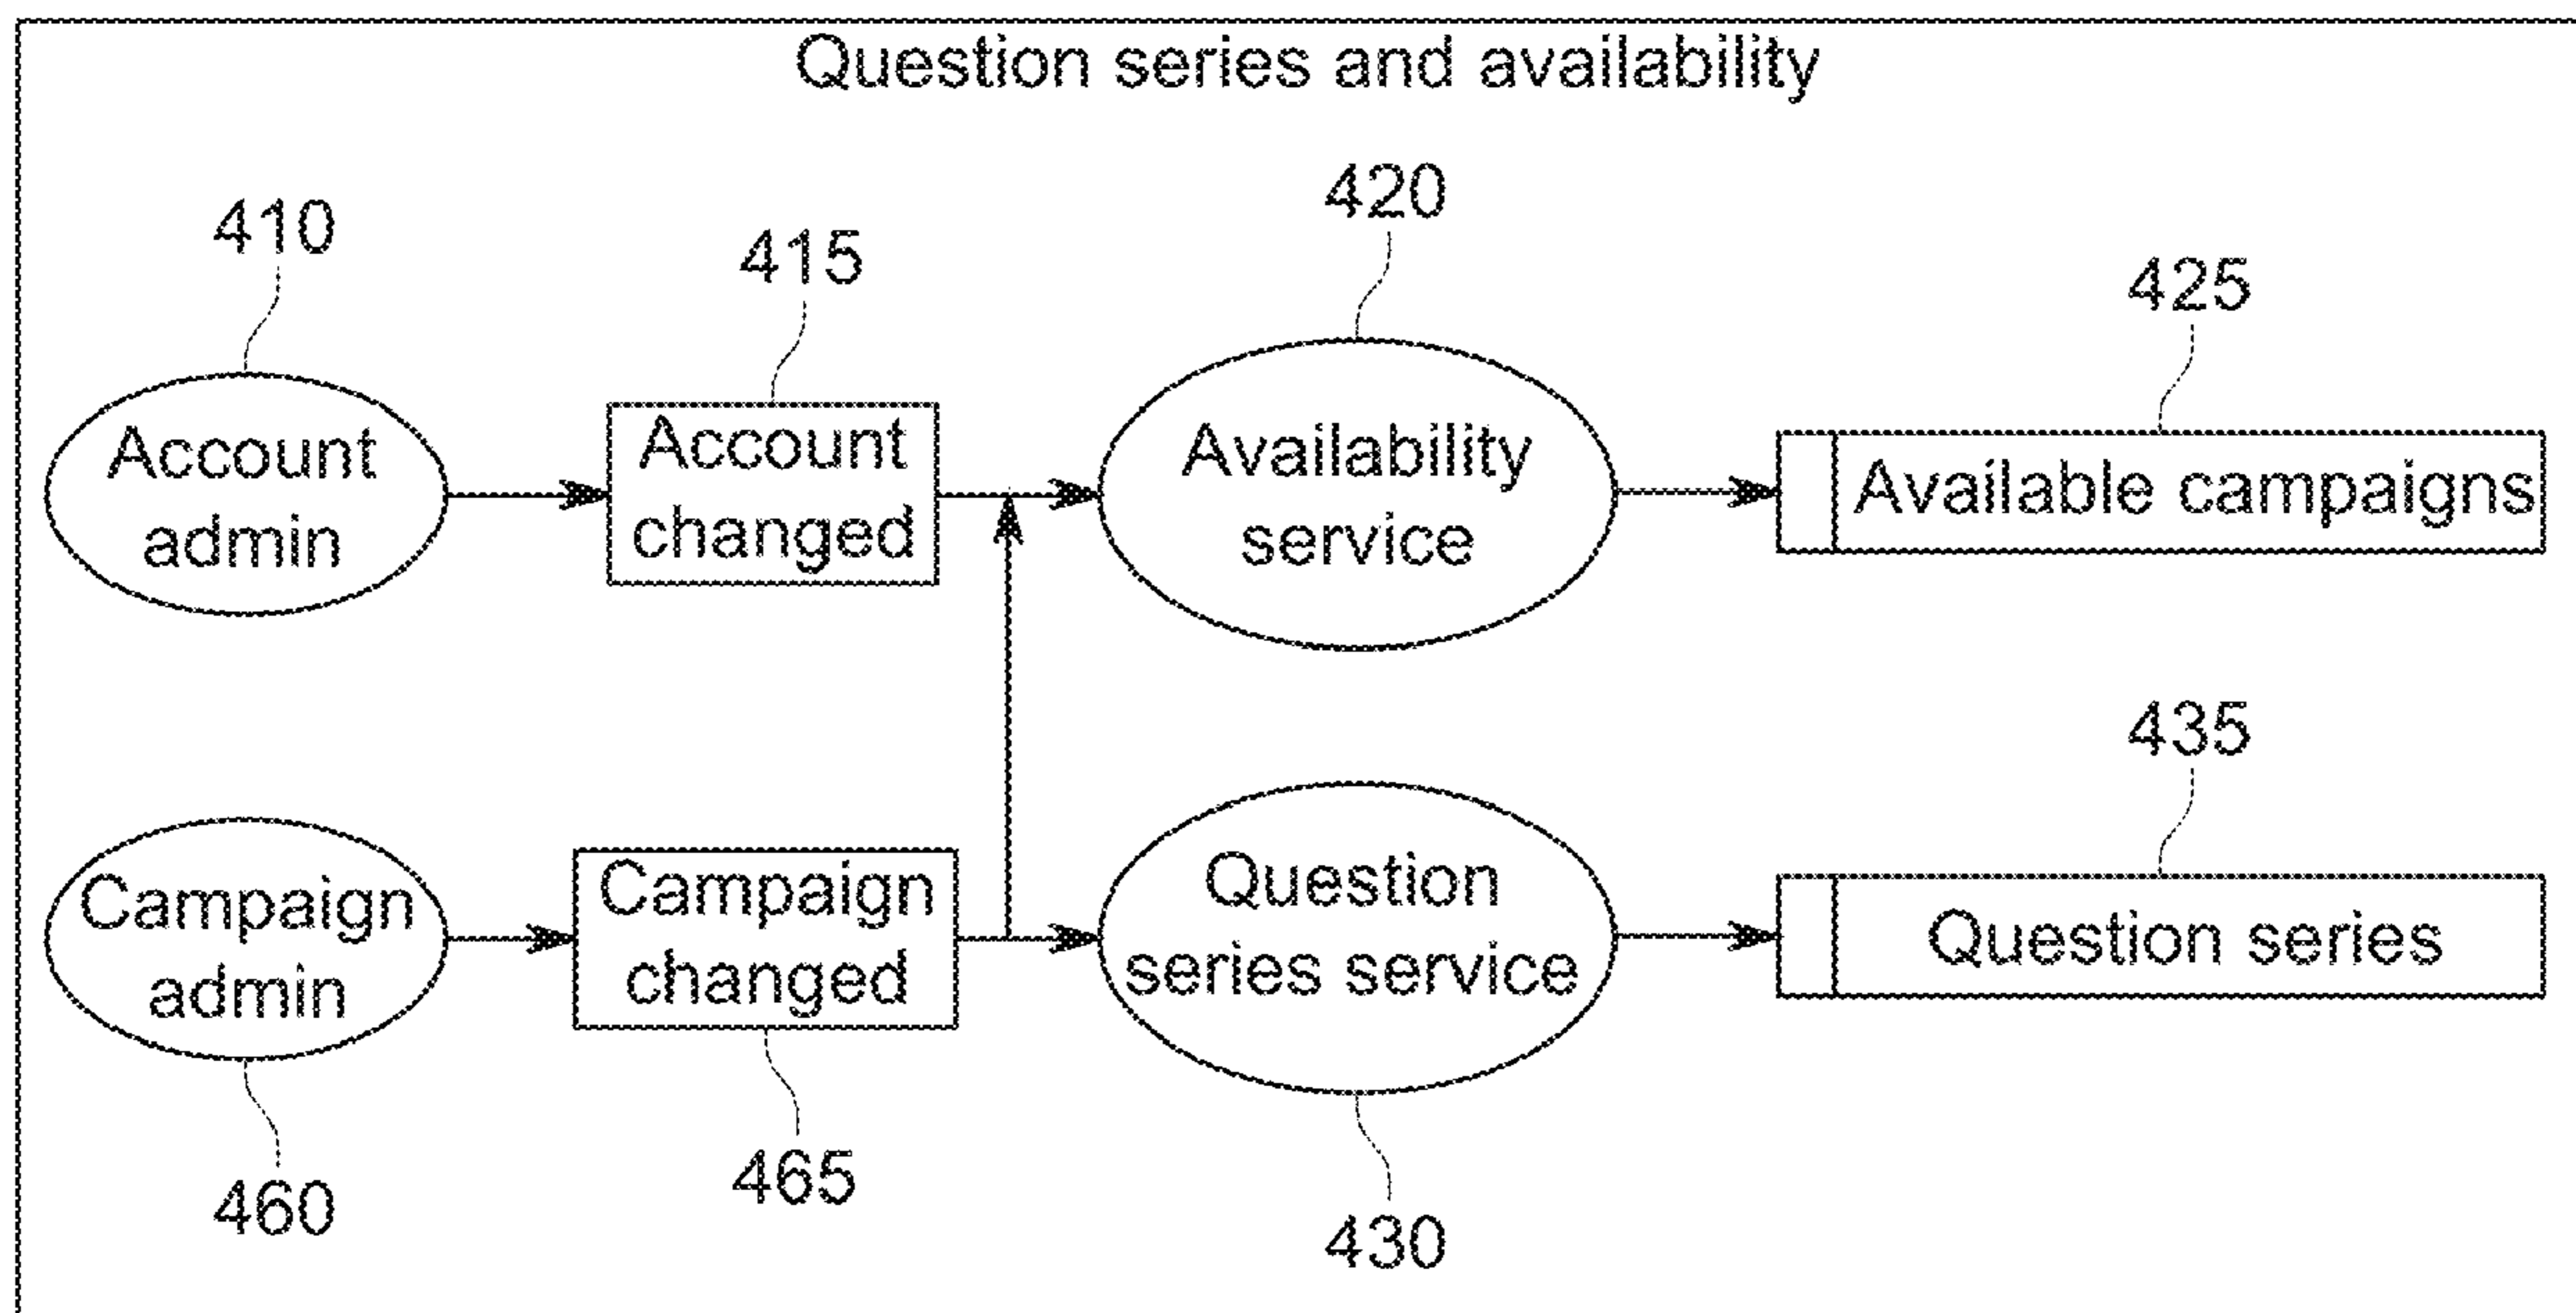 Question series and availability
410
415
420
425
Account
admin
Account
changed
Availability
service
Available campaigns
435
Campaign
admin
Campaign
changed
Question
series service
Question series
460
465
430